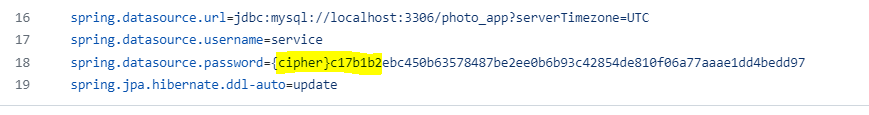 16 spring.datasource.url=jdbc:mysql://localhost:3306/photo_app?serverTimezone=UTC
17 spring.datasource.username=service
18 spring.datasource.password={cipher}c17b1b2ebc450b63578487be2ee0b6b93c42854de810f06a77aaae1dd4bedd97
19 spring.jpa.hibernate.ddl-auto=update